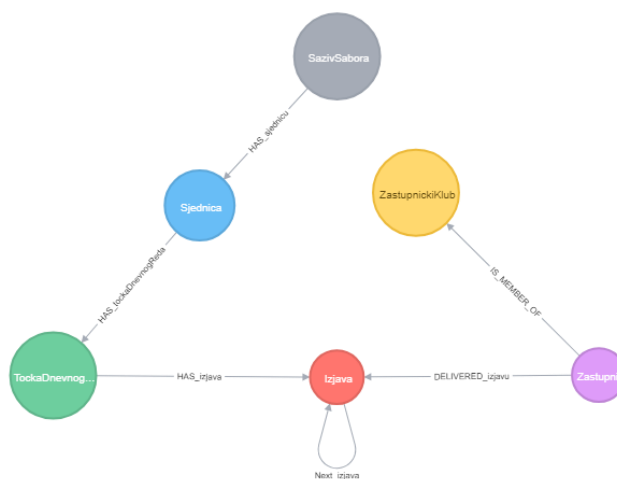 SazivSabora
HAS_sjednicu
Sjednica
ZastupnickiKlub
HAS_tockaDnevnogReda
IS_MEMBER_OF
TockaDnevnog...
HAS_izjava
Izjava
DELIVERED_izjavu
Zastupni
Next_izjava